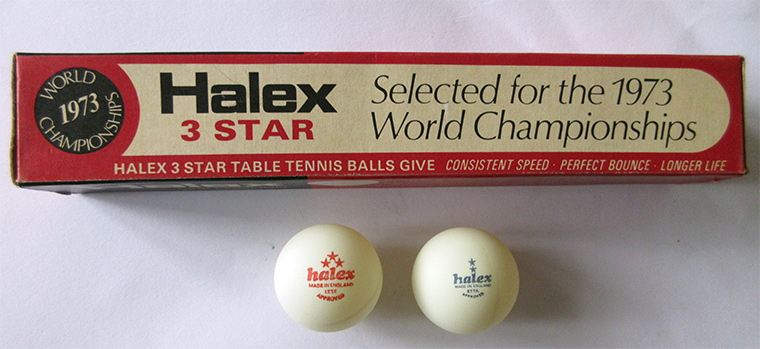 WORLD
1973
CHAMPIONSHIPS
Halex
3 STAR
Selected for the 1973
World Championships
HALEX 3 STAR TABLE TENNIS BALLS GIVE CONSISTENT SPEED · PERFECT BOUNCE · LONGER LIFE
halex
MADE IN ENGLAND
APPROVED
halex
MADE IN ENGLAND
ETTA
APPROVED